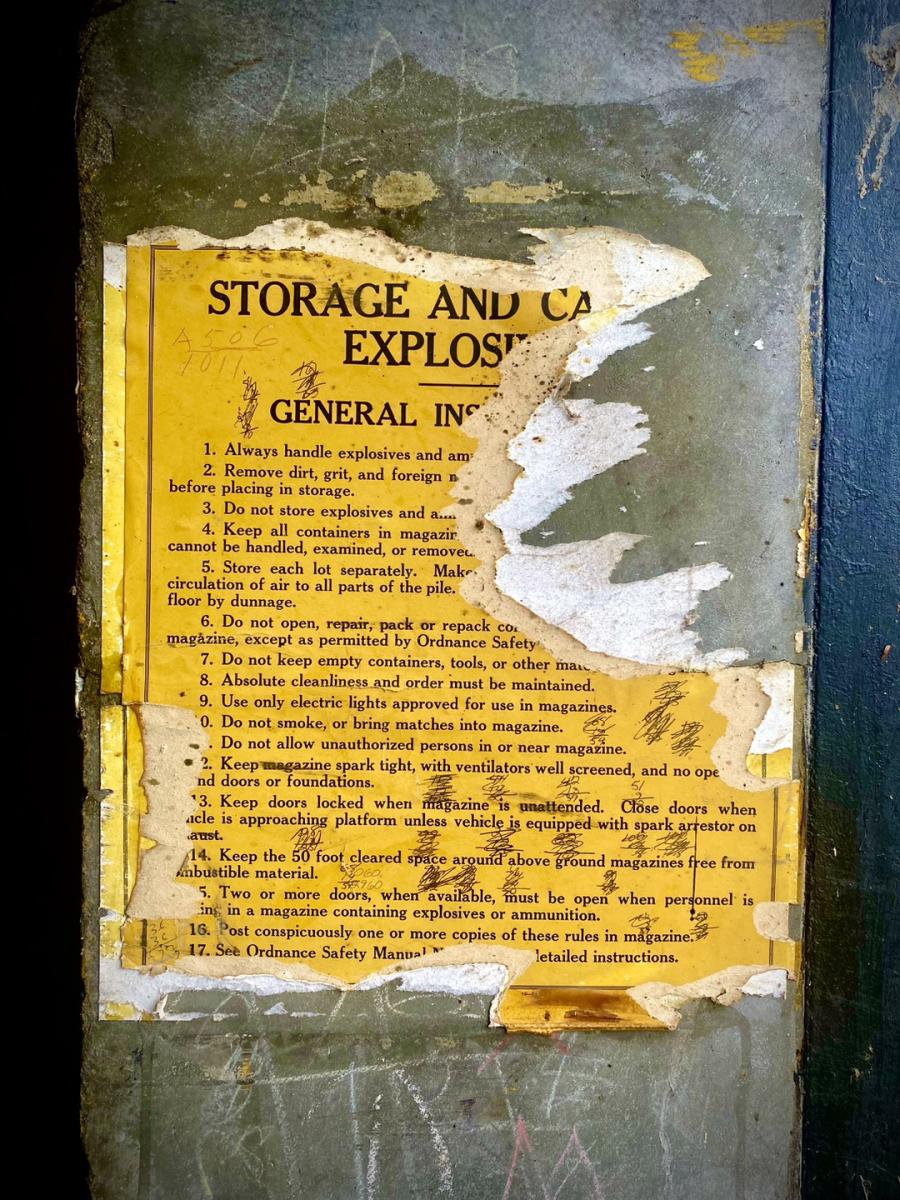 STORAGE AND CA
EXPLOSI
GENERAL INS
A506
1011
1. Always handle explosives and am
2. Remove dirt, grit, and foreign
before placing in storage.
3. Do not store explosives and
4. Keep all containers in magazin
cannot be handled, examined, or removed
5. Store each lot separately. Make
circulation of air to all parts of the pile.
floor by dunnage.
6. Do not open, repair, pack or repack co
magazine, except as permitted by Ordnance Safety
7. Do not keep empty containers, tools, or other mate
8. Absolute cleanliness and order must be maintained.
9. Use only electric lights approved for use in magazines.
0. Do not smoke, or bring matches into magazine.
. Do not allow unauthorized persons in or near magazine.
2. Keep magazine spark tight, with ventilators well screened, and no ope
nd doors or foundations.
13. Keep doors locked when magazine is unattended. Close doors when
icle is approaching platform unless vehicle is equipped with spark arrestor on
aust.
14. Keep the 50 foot cleared space around above ground magazines free from
mbustible material.
5. Two or more doors, when available, must be open when personnel is
ing in a magazine containing explosives or ammunition.
16. Post conspicuously one or more copies of these rules in magazine.
17. See Ordnance Safety Manual N letailed instructions.